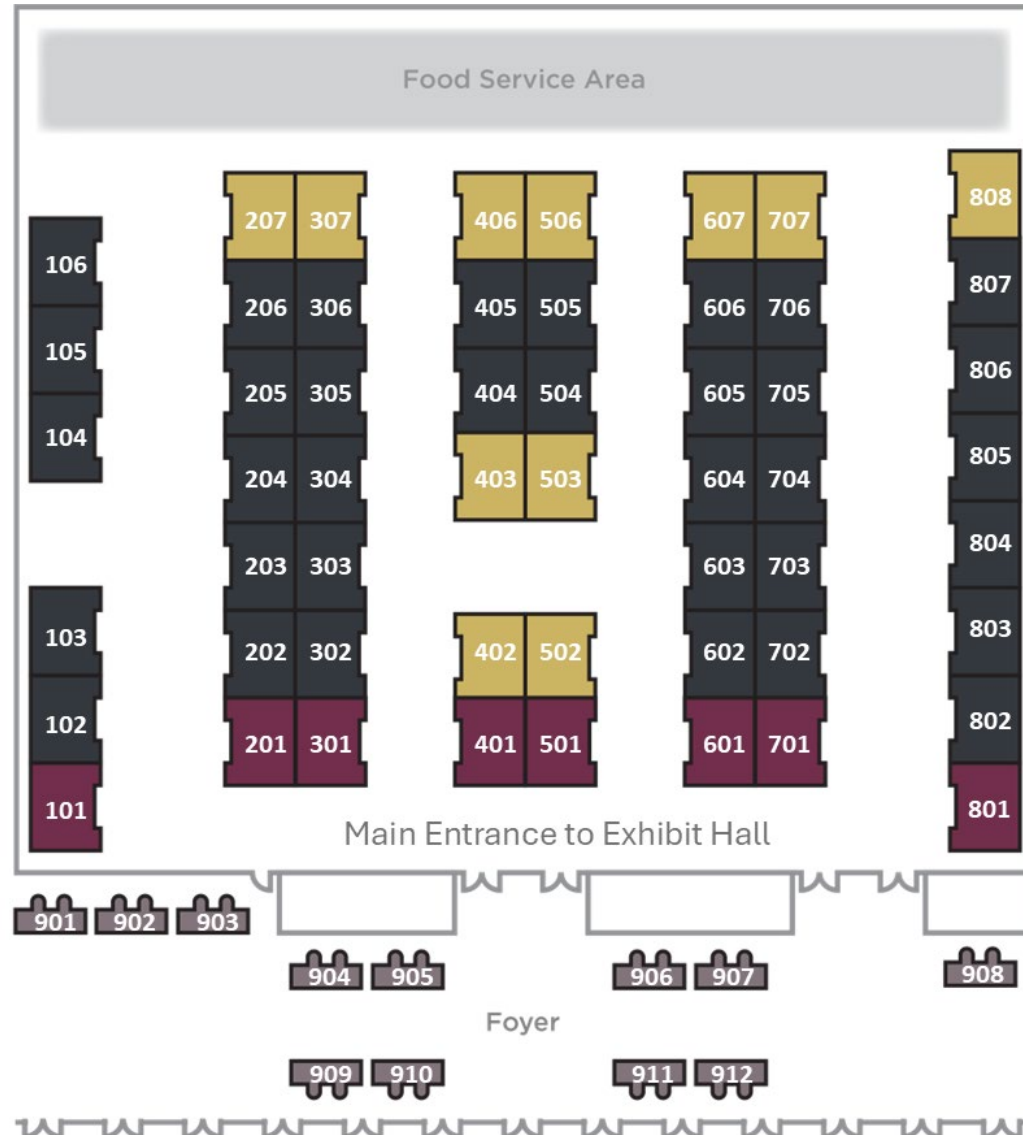 Food Service Area
808
207 307 406 506 607 707
106 807
206 306 405 505 606 706
105 806
205 305 404 504 605 705
104 805
204 304 403 503 604 704
804
203 303 603 703
103 803
202 302 402 502 602 702
102 802
201 301 401 501 601 701
101 801
Main Entrance to Exhibit Hall
901 902 903
904 905 906 907 908
Foyer
909 910 911 912